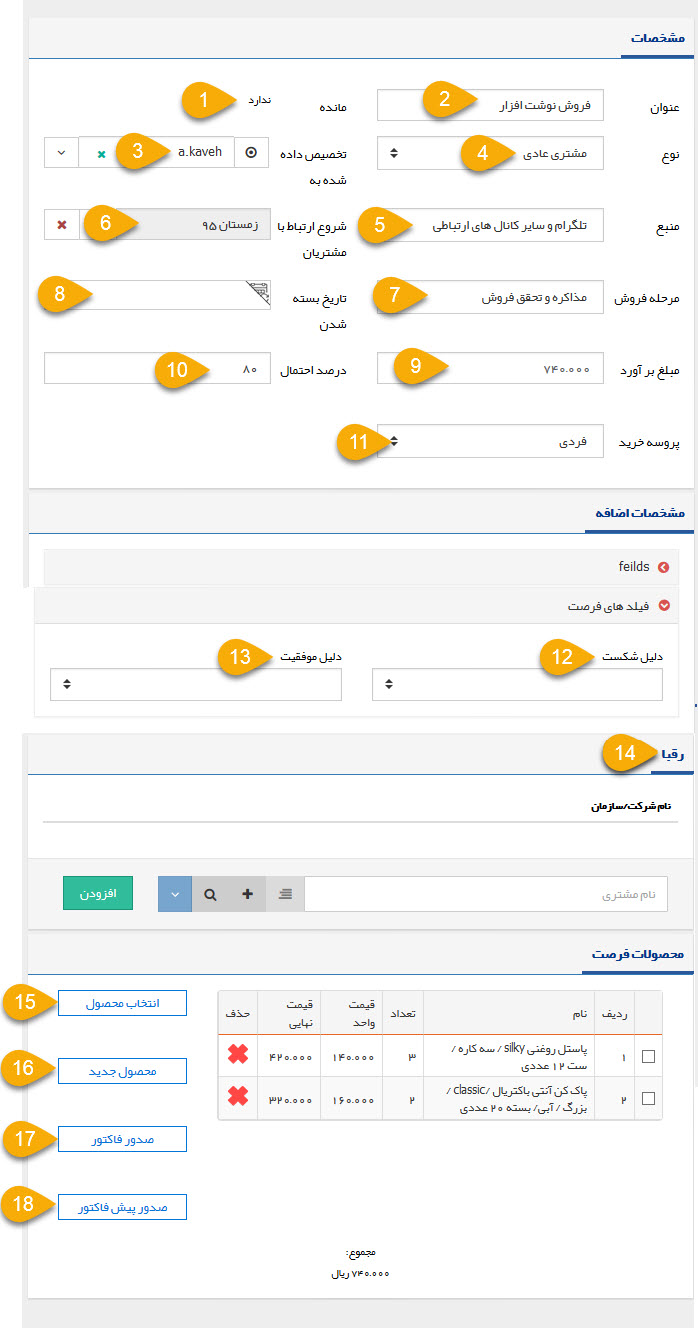 مشخصات
عنوان
فروش نوشت افزار
2
مانده
ندارد
1
نوع
مشتری عادی
4
تخصیص داده
شده به
a.kaveh
3
منبع
تلگرام و سایر کانال های ارتباطی
5
شروع ارتباط با
مشتریان
زمستان ۹۵
6
مرحله فروش
مذاکره و تحقق فروش
7
تاریخ بسته
شدن
8
مبلغ بر آورد
۷۴۰.۰۰۰
9
درصد احتمال
۸۰
10
پروسه خرید
فردی
11
مشخصات اضافه
feilds
فیلد های فرصت
دلیل شکست
12
دلیل موفقیت
13
رقبا
14
نام شرکت/سازمان
نام مشتری
افزودن
محصولات فرصت
ردیف نام تعداد قیمت واحد قیمت نهایی حذف
۱ پاستل روغنی silky / سه کاره / ست ۱۲ عددی ۳ ۱۴۰.۰۰۰ ۴۲۰.۰۰۰
۲ پاک کن آنتی باکتریال /classic / بزرگ / آبی/ بسته ۲۰ عددی ۲ ۱۶۰.۰۰۰ ۳۲۰.۰۰۰
انتخاب محصول
15
محصول جدید
16
صدور فاکتور
17
صدور پیش فاکتور
18
مجموع:
۷۴۰.۰۰۰ ریال